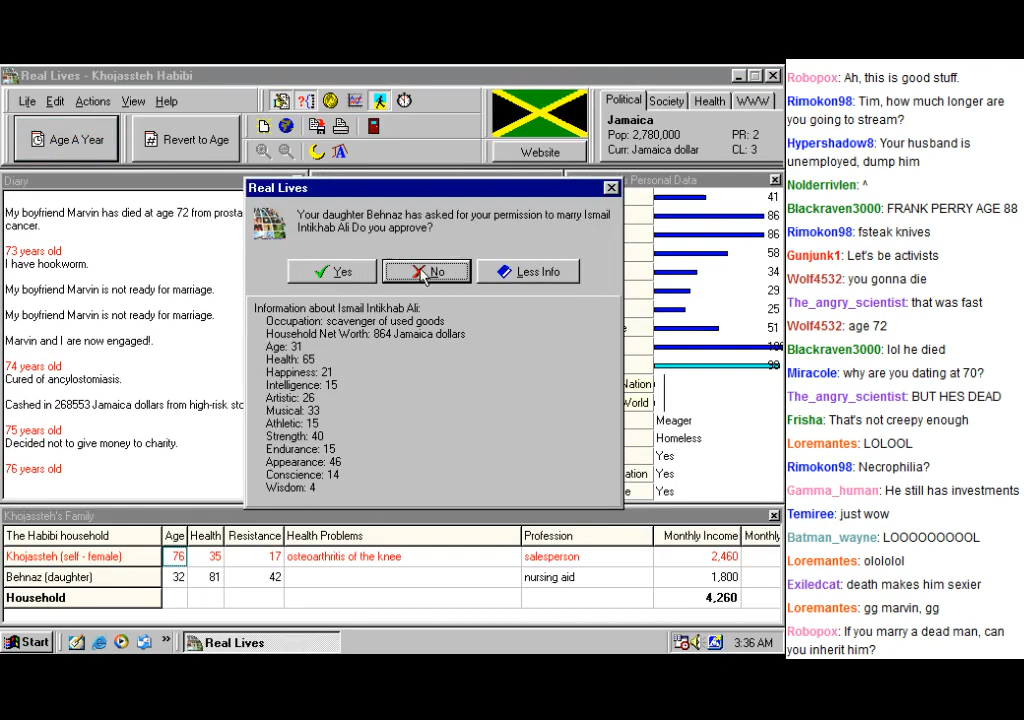 Real Lives - Khojassteh Habibi
Life Edit Actions View Help
Age A Year
Revert to Age
Website
Political Society Health WWW
Jamaica
Pop: 2,780,000 PR: 2
Curr: Jamaica dollar CL: 3
Diary
My boyfriend Marvin has died at age 72 from prosta
cancer.
73 years old
I have hookworm.
My boyfriend Marvin is not ready for marriage.
My boyfriend Marvin is not ready for marriage.
Marvin and I are now engaged!.
74 years old
Cured of ancylostomiasis.
Cashed in 268553 Jamaica dollars from high-risk sto
75 years old
Decided not to give money to charity.
76 years old
Real Lives
Your daughter Behnaz has asked for your permission to marry Ismail
Intikhab Ali Do you approve?
Yes
No
Less Info
Information about Ismail Intikhab Ali:
Occupation: scavenger of used goods
Household Net Worth: 864 Jamaica dollars
Age: 31
Health: 65
Happiness: 21
Intelligence: 15
Artistic: 26
Musical: 33
Athletic: 15
Strength: 40
Endurance: 15
Appearance: 46
Conscience: 14
Wisdom: 4
Personal Data
41
86
86
58
34
29
25
51
98
Nation
World
Meager
Homeless
Yes
ation Yes
e Yes
Khojassteh's Family
The Habibi household Age Health Resistance Health Problems Profession Monthly Income Monthly
Khojassteh (self - female) 76 35 17 osteoarthritis of the knee salesperson 2,460
Behnaz (daughter) 32 81 42 nursing aid 1,800
Household 4,260
Start
»
Real Lives
3:36 AM
Robopox: Ah, this is good stuff.
Rimokon98: Tim, how much longer are
you going to stream?
Hypershadow8: Your husband is
unemployed, dump him
Nolderrivlen: ^
Blackraven3000: FRANK PERRY AGE 88
Rimokon98: fsteak knives
Gunjunk1: Let's be activists
Wolf4532: you gonna die
The_angry_scientist: that was fast
Wolf4532: age 72
Blackraven3000: lol he died
Miracole: why are you dating at 70?
The_angry_scientist: BUT HES DEAD
Frisha: That's not creepy enough
Loremantes: LOLOOL
Rimokon98: Necrophilia?
Gamma_human: He still has investments
Temiree: just wow
Batman_wayne: LOOOOOOOOOL
Loremantes: olololol
Exiledcat: death makes him sexier
Loremantes: gg marvin, gg
Robopox: If you marry a dead man, can
you inherit him?